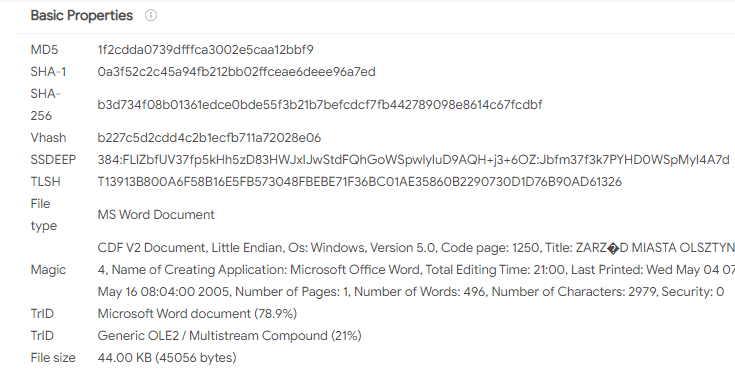 Basic Properties
MD5 1f2cdda0739dfffca3002e5caa12bbf9
SHA-1 0a3f52c2c45a94fb212bb02ffceae6deee96a7ed
SHA-
256 b3d734f08b01361edce0bde55f3b21b7befcdcf7fb442789098e8614c67fcdbf
Vhash b227c5d2cdd4c2b1ecfb711a72028e06
SSDEEP 384:FLIZbfUV37fp5kHh5zD83HWJxIJwStdFQhGoWSpwIyIuD9AQH+j3+6OZ:Jbfm37f3k7PYHD0WSpMyI4A7d
TLSH T13913B800A6F58B16E5FB573048FBEBE71F36BC01AE35860B2290730D1D76B90AD61326
File
type MS Word Document
CDF V2 Document, Little Endian, Os: Windows, Version 5.0, Code page: 1250, Title: ZARZ�D MIASTA OLSZTYN
Magic 4, Name of Creating Application: Microsoft Office Word, Total Editing Time: 21:00, Last Printed: Wed May 04 07
May 16 08:04:00 2005, Number of Pages: 1, Number of Words: 496, Number of Characters: 2979, Security: 0
TrID Microsoft Word document (78.9%)
TrID Generic OLE2 / Multistream Compound (21%)
File size 44.00 KB (45056 bytes)